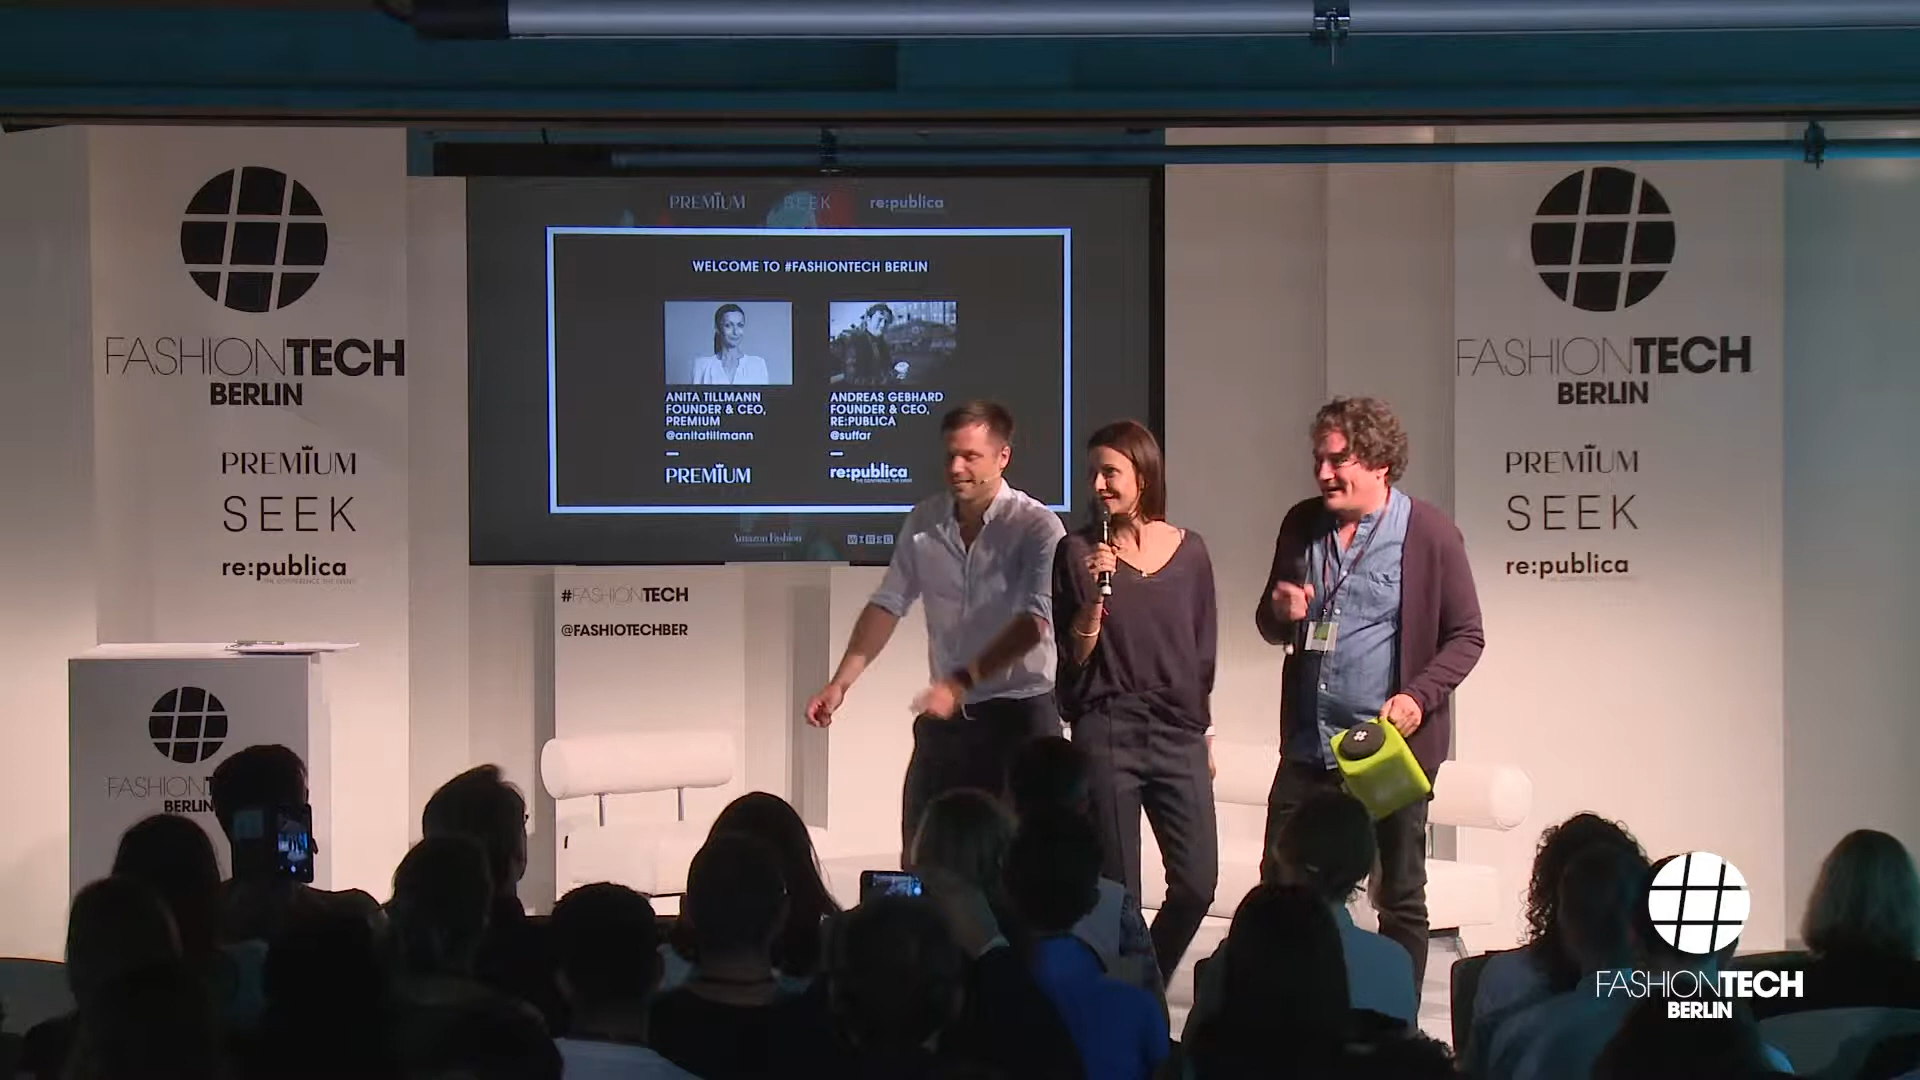 FASHIONTECH
BERLIN
PREMIUM
SEEK
re:publica
PREMIUM
SEEK
re:publica
WELCOME TO #FASHIONTECH BERLIN
ANITA TILLMANN
FOUNDER & CEO,
PREMIUM
@anitatillmann
PREMIUM
ANDREAS GEBHARD
FOUNDER & CEO,
RE:PUBLICA
@suffar
re:publica
Amazon Fashion
WIRED
#FASHIONTECH
@FASHIOTECHBER
FASHIONTECH
BERLIN
PREMIUM
SEEK
re:publica
FASHIONT
BERLIN
#
FASHIONTECH
BERLIN